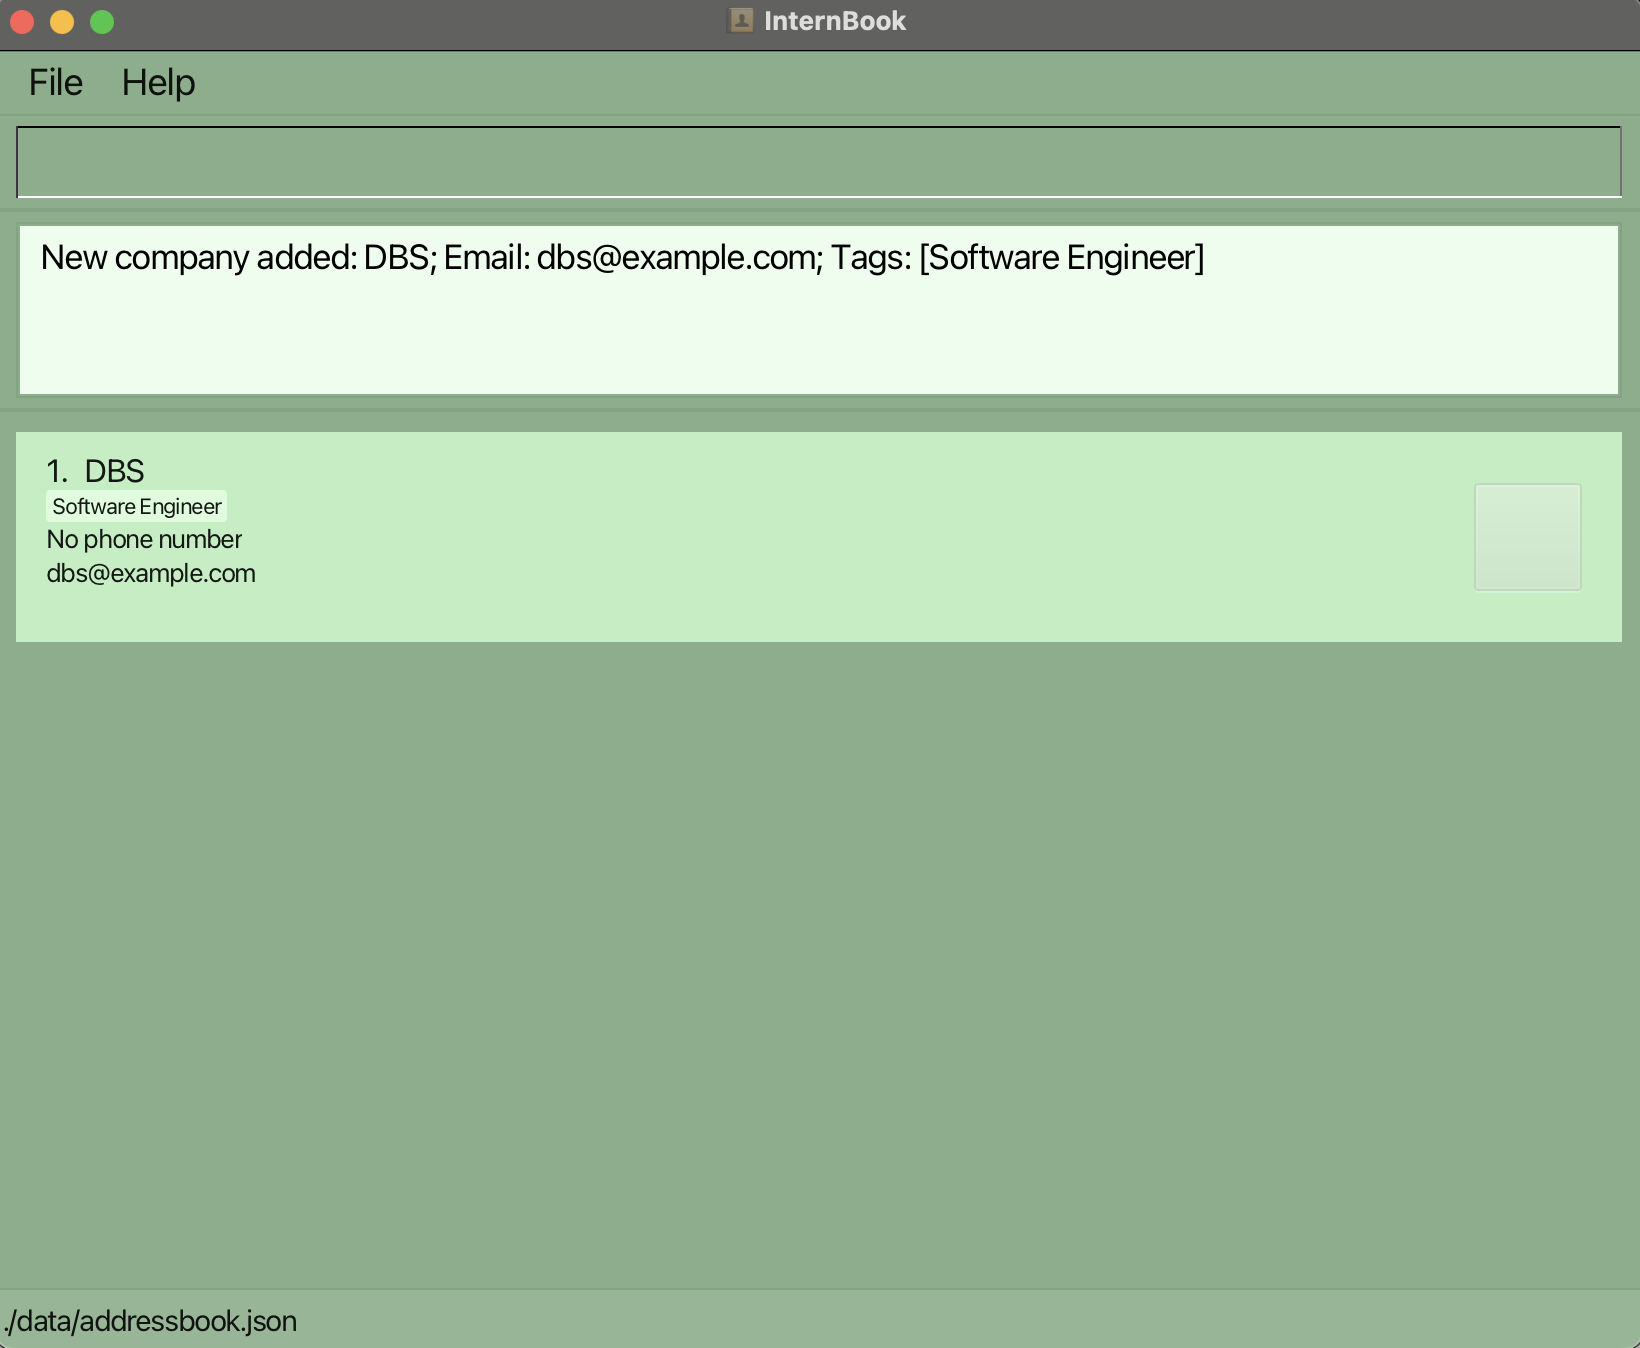 InternBook
File Help
New company added: DBS; Email: dbs@example.com; Tags: [Software Engineer]
1. DBS
Software Engineer
No phone number
dbs@example.com
./data/addressbook.json